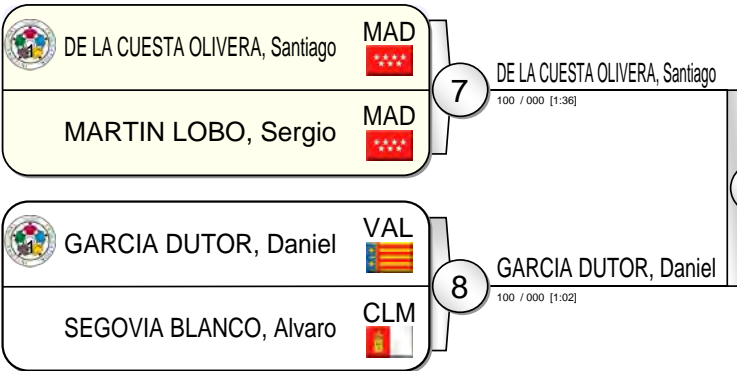 DE LA CUESTA OLIVERA, Santiago MAD
MARTIN LOBO, Sergio MAD
7
DE LA CUESTA OLIVERA, Santiago
100 / 000 [1:36]
GARCIA DUTOR, Daniel VAL
SEGOVIA BLANCO, Alvaro CLM
8
GARCIA DUTOR, Daniel
100 / 000 [1:02]